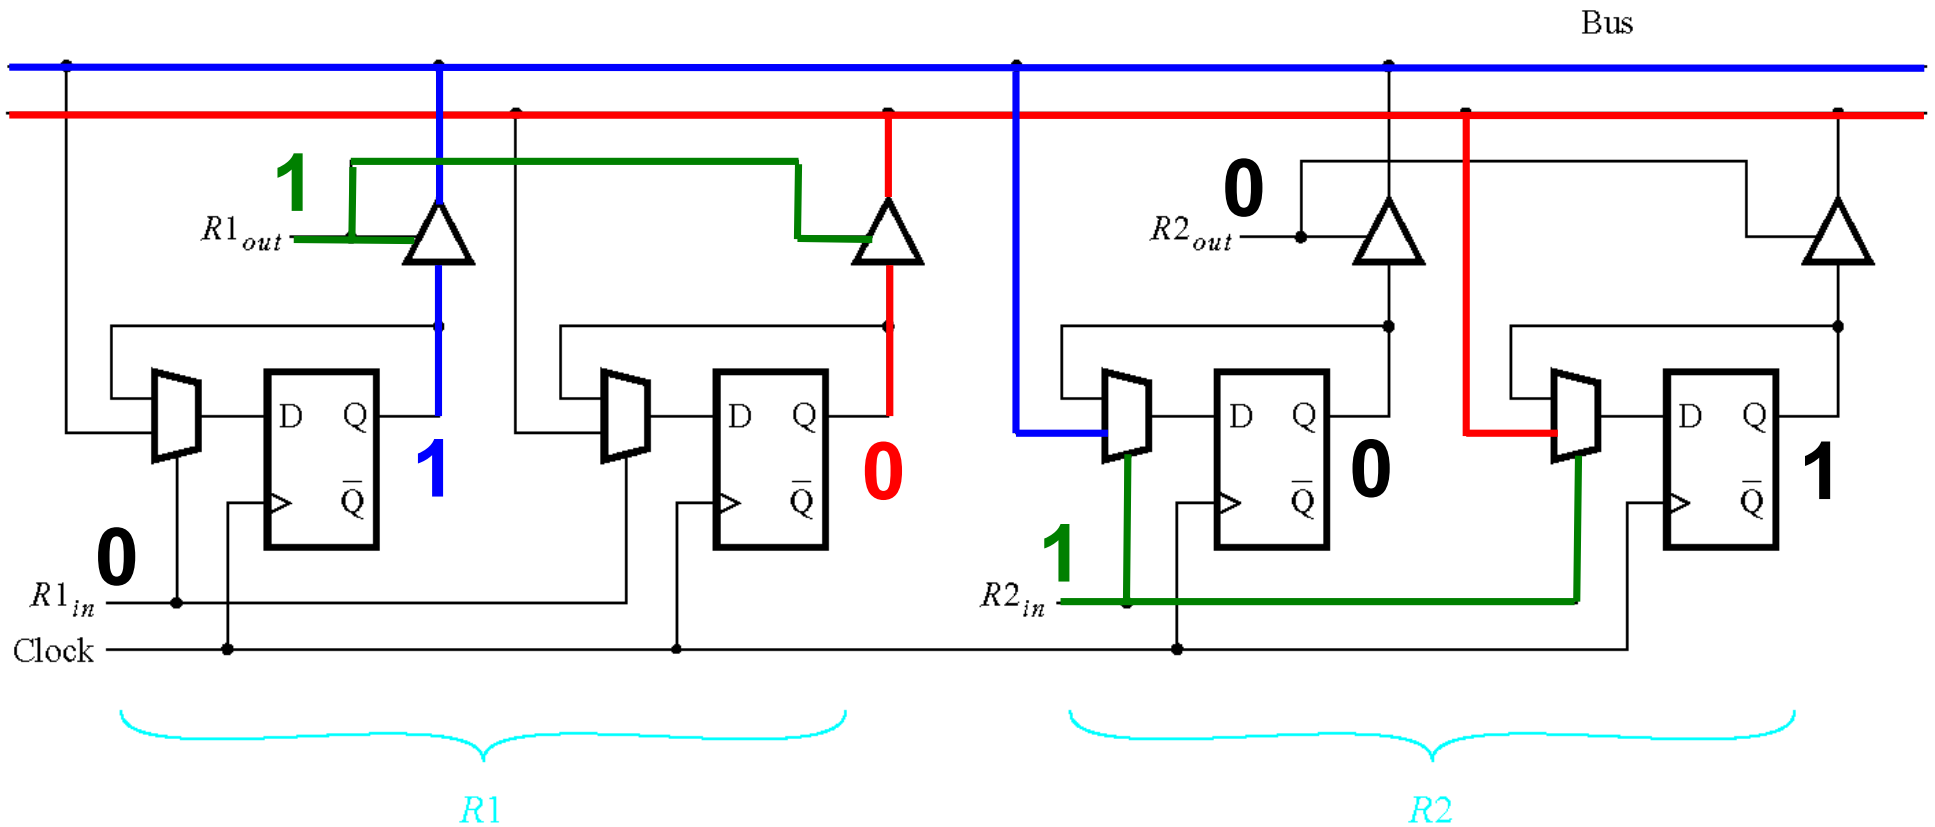 Bus
1
R1out
0
R2out
D Q
Q̅
1
D Q
Q̅
0
D Q
Q̅
0
D Q
Q̅
1
0
R1in
1
R2in
Clock
R1
R2